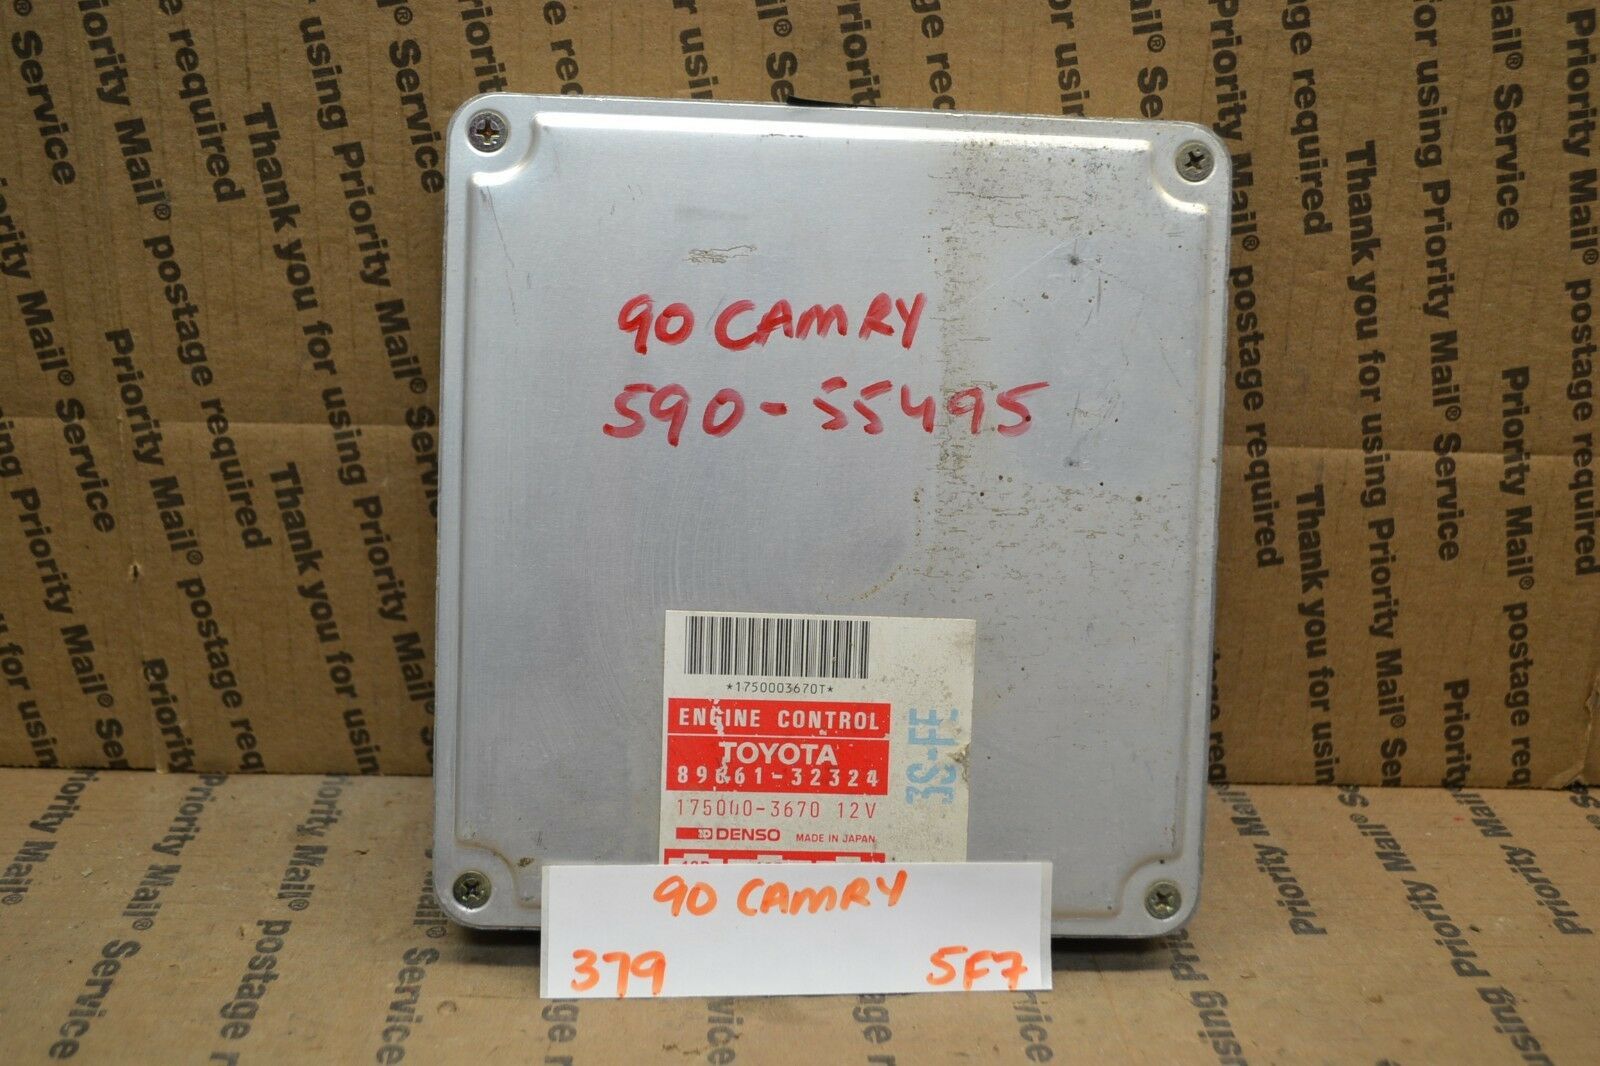 90 CAMRY
590-55495
*1750003670T*
ENGINE CONTROL
TOYOTA
89661-32324
175000-3670 12V
DENSO MADE IN JAPAN
3S-FE
90 CAMRY
379 5F7
Priority Mail® postage required
Thank you for using Priority Mail® Service